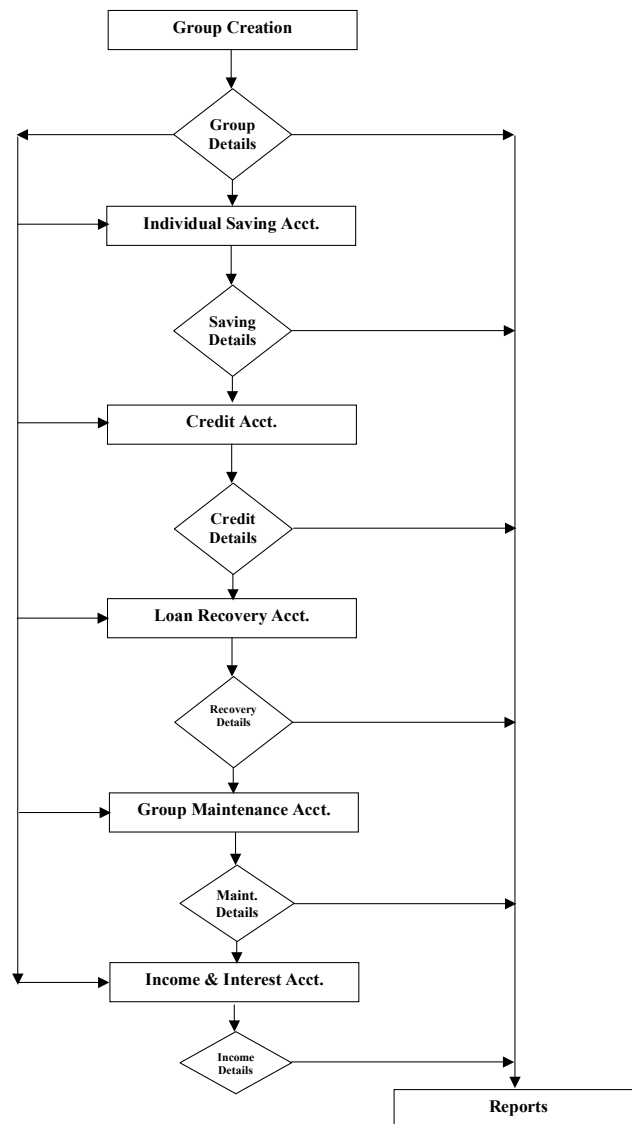 Group Creation
Group
Details
Individual Saving Acct.
Saving
Details
Credit Acct.
Credit
Details
Loan Recovery Acct.
Recovery
Details
Group Maintenance Acct.
Maint.
Details
Income & Interest Acct.
Income
Details
Reports